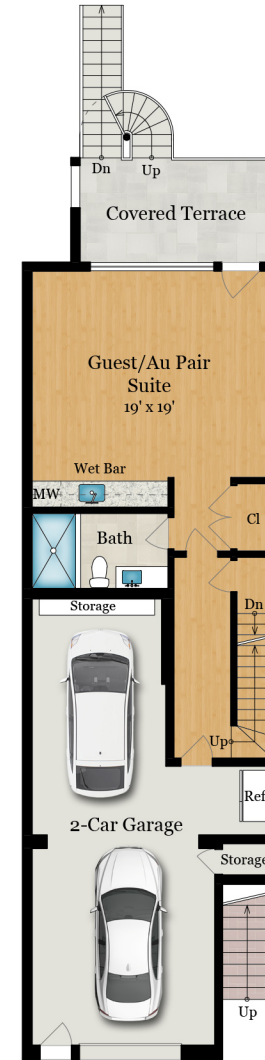 Dn
Up
Covered Terrace
Guest/Au Pair
Suite
19' x 19'
Wet Bar
MW
Cl
Bath
Storage
Dn
Up
Ref
2-Car Garage
Storage
Up